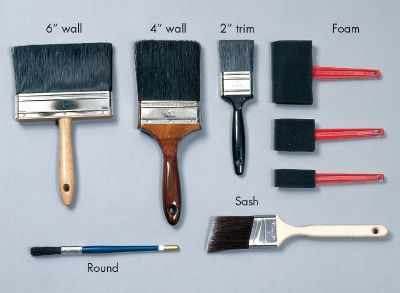 6” wall
4” wall
2” trim
Foam
Sash
Round